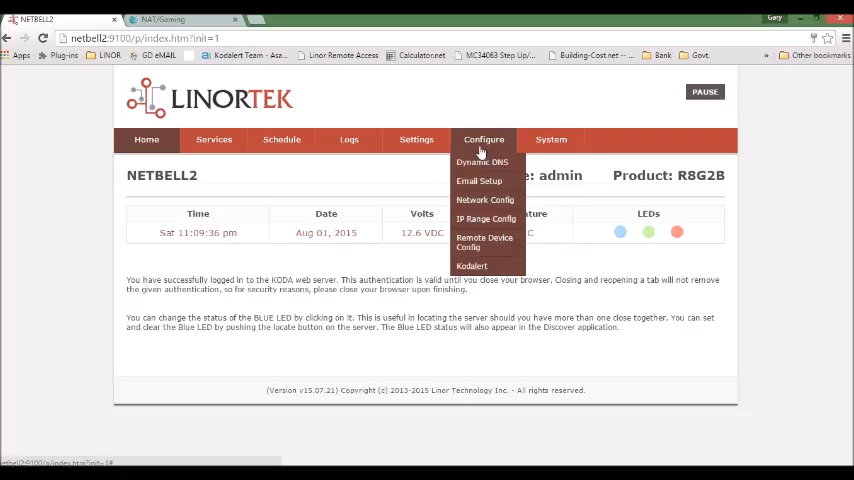 NETBELL2
NAT/Gaming
Gary
netbell2:9100/p/index.htm?init=1
Apps
Plug-ins
LINOR
GD eMAIL
Kodalert Team - Asa...
Linor Remote Access
Calculator.net
MC34063 Step Up/...
Building-Cost.net -- ...
Bank
Govt.
»
Other bookmarks
LINORTEK
PAUSE
Home
Services
Schedule
Logs
Settings
Configure
System
Dynamic DNS
Email Setup
Network Config
IP Range Config
Remote Device
Config
Kodalert
NETBELL2
e: admin
Product: R8G2B
Time
Date
Volts
ature
LEDs
Sat 11:09:36 pm
Aug 01, 2015
12.6 VDC
C
You have successfully logged in to the KODA web server. This authentication is valid until you close your browser. Closing and reopening a tab will not remove
the given authentication, so for security reasons, please close your browser upon finishing.
You can change the status of the BLUE LED by clicking on it. This is useful in locating the server should you have more than one close together. You can set
and clear the Blue LED by pushing the locate button on the server. The Blue LED status will also appear in the Discover application.
(Version v15.07.21) Copyright (c) 2013-2015 Linor Technology Inc. - All rights reserved.
etbell2:9100/p/index.htm?init=1#